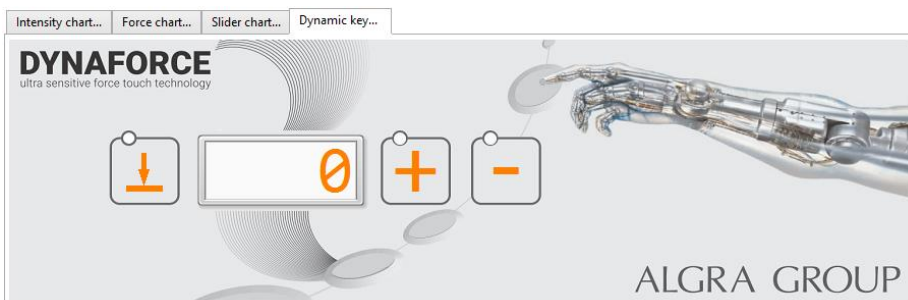 Intensity chart...
Force chart...
Slider chart...
Dynamic key...
DYNAFORCE
ultra sensitive force touch technology
0
+
-
ALGRA GROUP